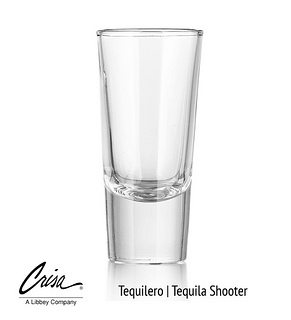 Crisa®
A Libbey Company
Tequilero | Tequila Shooter